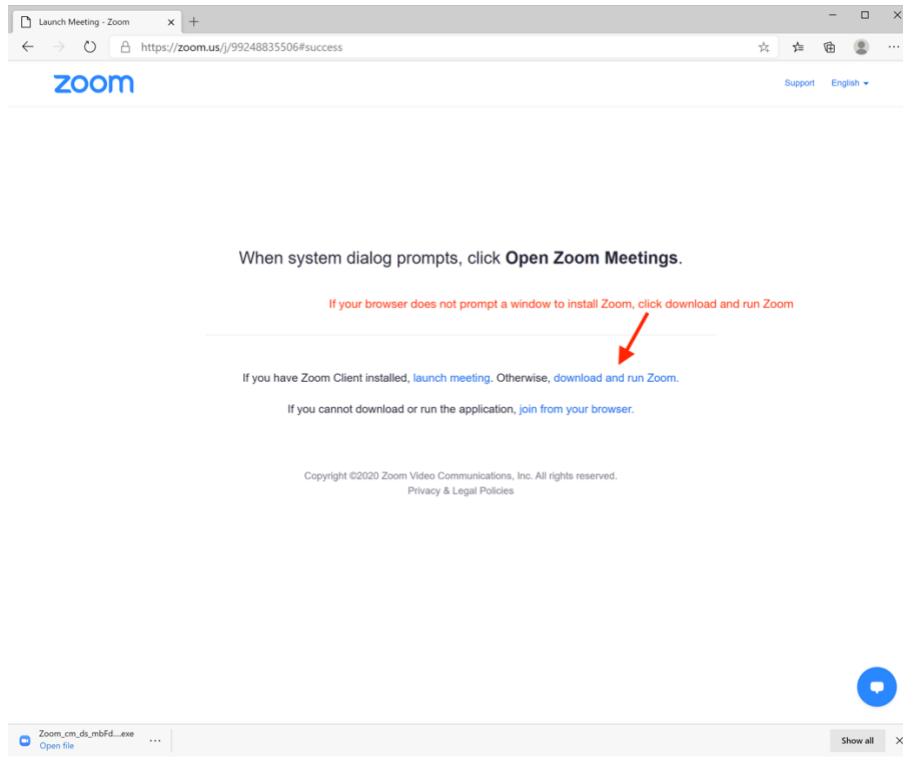 Launch Meeting - Zoom
https://zoom.us/j/99248835506#success
zoom
Support English
When system dialog prompts, click Open Zoom Meetings.
If your browser does not prompt a window to install Zoom, click download and run Zoom
If you have Zoom Client installed, launch meeting. Otherwise, download and run Zoom.
If you cannot download or run the application, join from your browser.
Copyright ©2020 Zoom Video Communications, Inc. All rights reserved.
Privacy & Legal Policies
Zoom_cm_ds_mbFd....exe
Open file
Show all